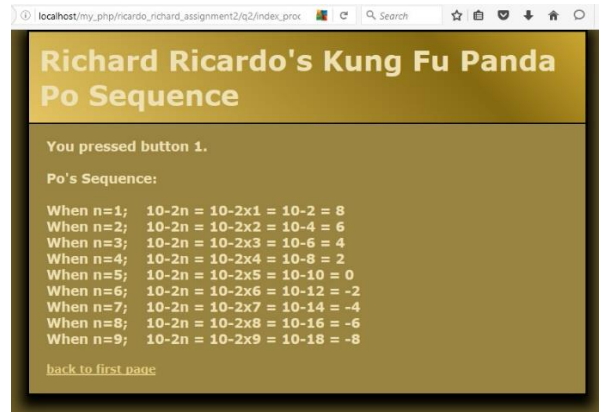 localhost/my_php/ricardo_richard_assignment2/q2/index_proc
Search
Richard Ricardo's Kung Fu Panda
Po Sequence
You pressed button 1.
Po's Sequence:
When n=1; 10-2n = 10-2x1 = 10-2 = 8
When n=2; 10-2n = 10-2x2 = 10-4 = 6
When n=3; 10-2n = 10-2x3 = 10-6 = 4
When n=4; 10-2n = 10-2x4 = 10-8 = 2
When n=5; 10-2n = 10-2x5 = 10-10 = 0
When n=6; 10-2n = 10-2x6 = 10-12 = -2
When n=7; 10-2n = 10-2x7 = 10-14 = -4
When n=8; 10-2n = 10-2x8 = 10-16 = -6
When n=9; 10-2n = 10-2x9 = 10-18 = -8
back to first page